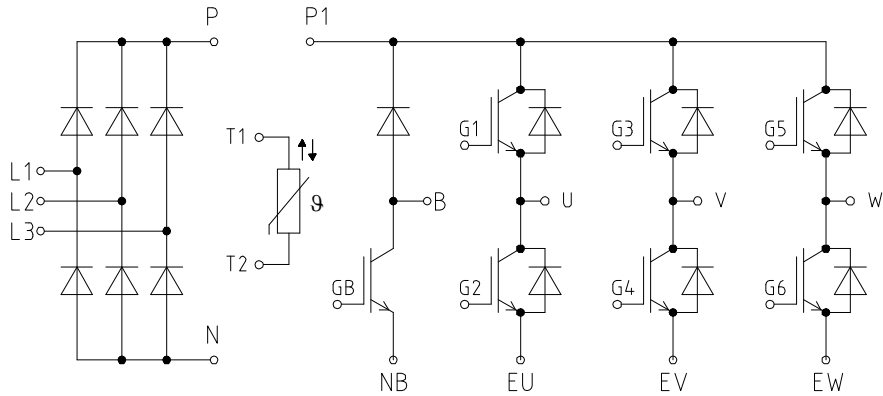 P P1
T1
G1 G3 G5
L1
L2 B U V W
L3 ϑ
T2
GB G2 G4 G6
N
NB EU EV EW